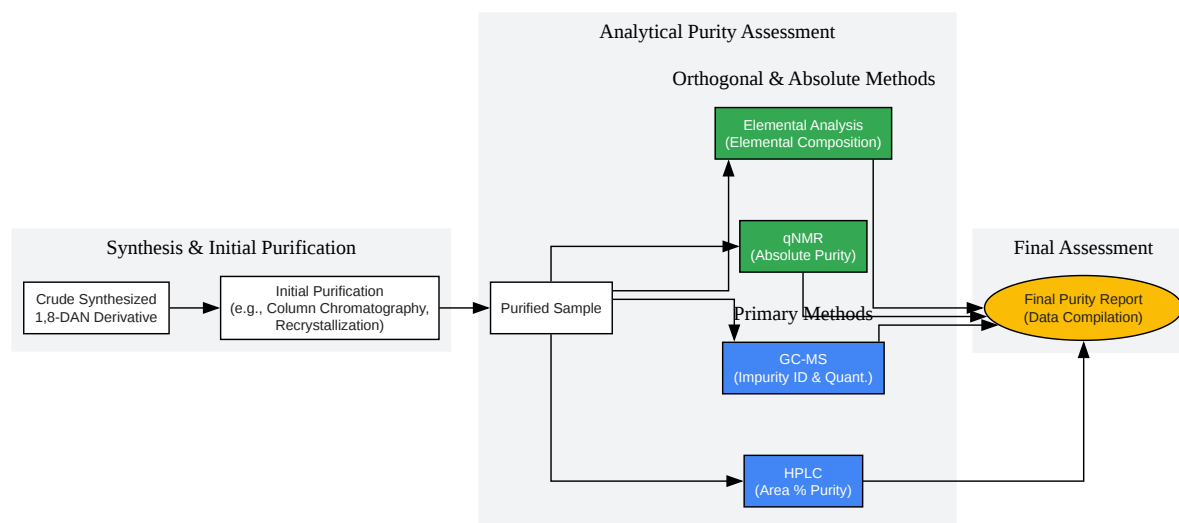 Analytical Purity Assessment
Orthogonal & Absolute Methods
Elemental Analysis
(Elemental Composition)
Synthesis & Initial Purification
Crude Synthesized
1,8-DAN Derivative
Initial Purification
(e.g., Column Chromatography,
Recrystallization)
Purified Sample
qNMR
(Absolute Purity)
Primary Methods
GC-MS
(Impurity ID & Quant.)
HPLC
(Area % Purity)
Final Assessment
Final Purity Report
(Data Compilation)